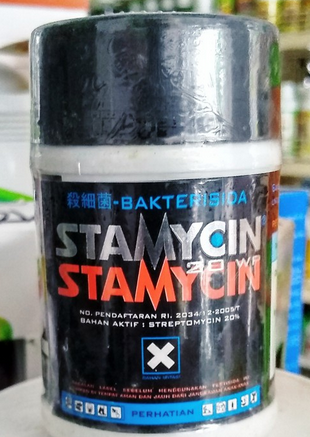 殺細菌-BAKTERISIDA
STAMYCIN
20 WP
STAMYCIN
NO. PENDAFTARAN RI. 2034/12-2005/T
BAHAN AKTIF : STREPTOMYCIN 20%
PERHATIAN